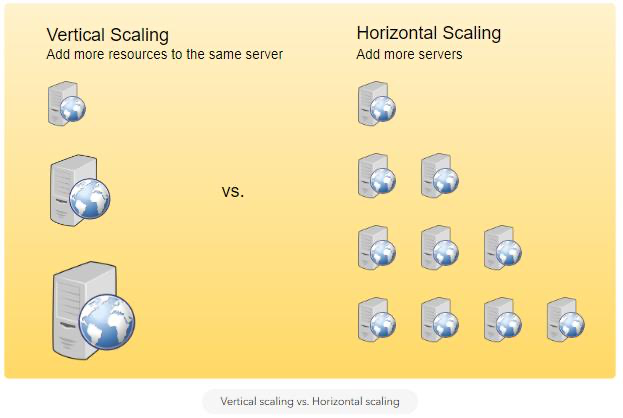 Vertical Scaling
Add more resources to the same server
Horizontal Scaling
Add more servers
vs.
Vertical scaling vs. Horizontal scaling